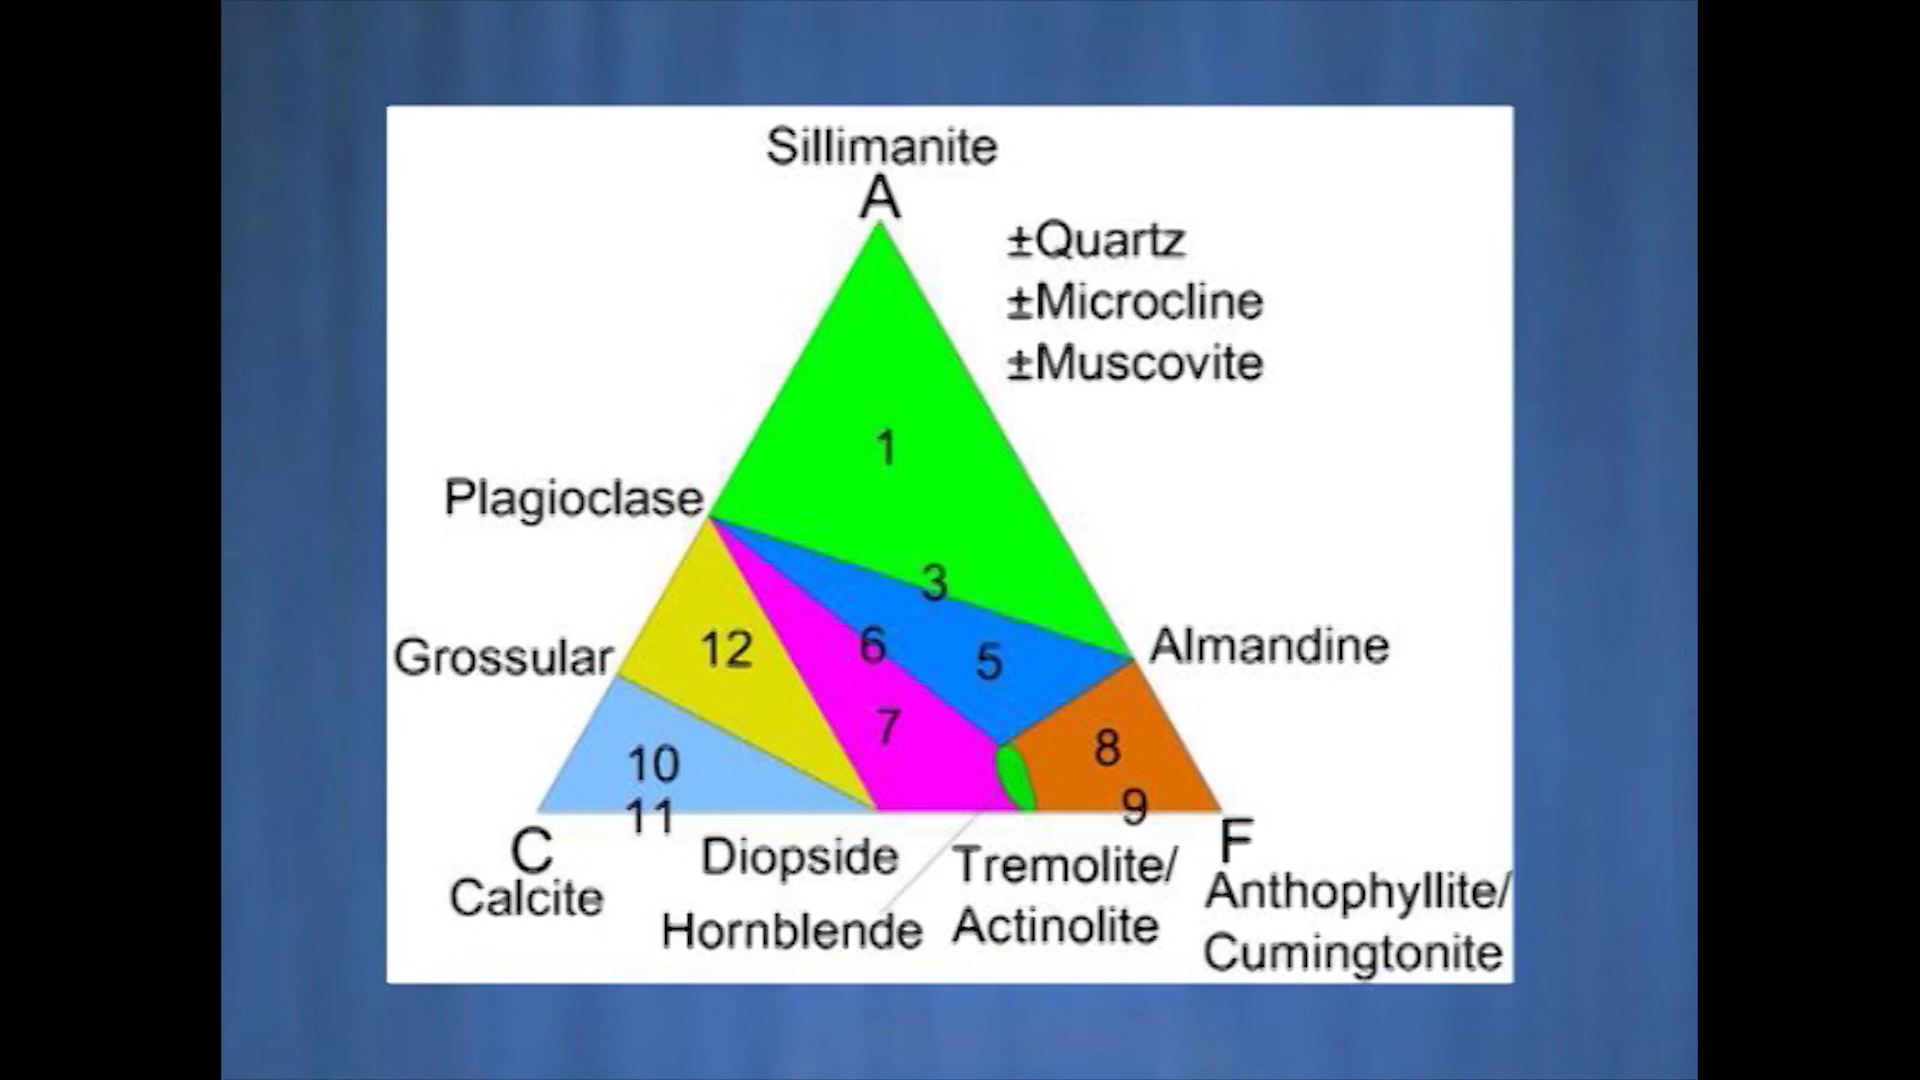 Sillimanite
A
±Quartz
±Microcline
±Muscovite
1
Plagioclase
3
6
5
12
Grossular
Almandine
7
8
10
9
11
C
Calcite
Diopside
Hornblende
Tremolite/
Actinolite
F
Anthophyllite/
Cumingtonite